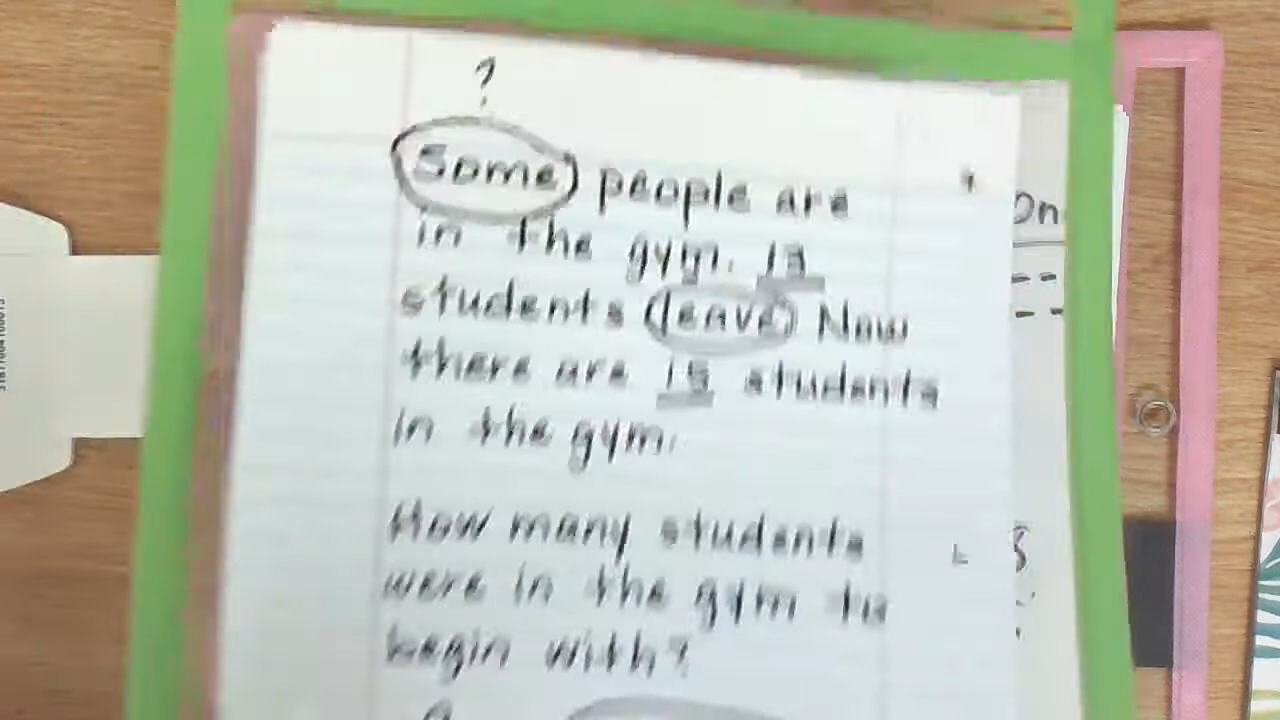 ?
Some people are
in the gym. 13
students leave Now
there are 15 students
in the gym.
How many students
were in the gym to
begin with?
On